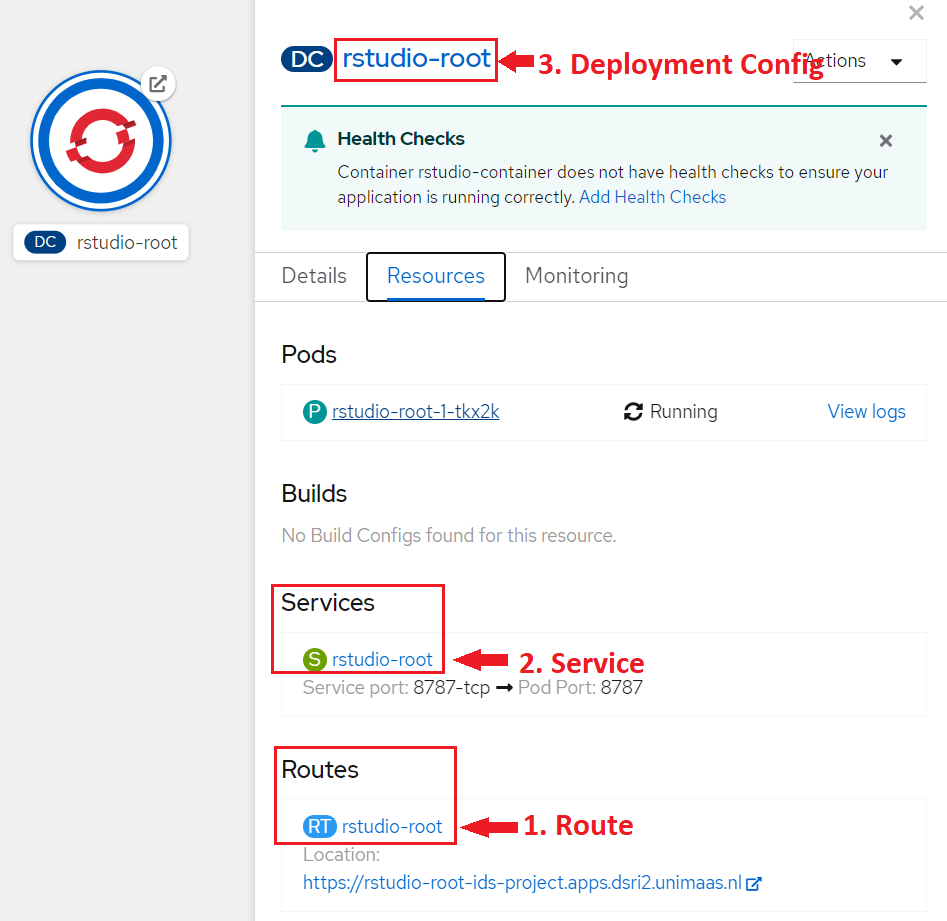 DC rstudio-root
DC rstudio-root 3. Deployment Config Actions
Health Checks
Container rstudio-container does not have health checks to ensure your
application is running correctly. Add Health Checks
Details Resources Monitoring
Pods
P rstudio-root-1-tkx2k Running View logs
Builds
No Build Configs found for this resource.
Services
S rstudio-root 2. Service
Service port: 8787-tcp → Pod Port: 8787
Routes
RT rstudio-root 1. Route
Location:
https://rstudio-root-ids-project.apps.dsri2.unimaas.nl